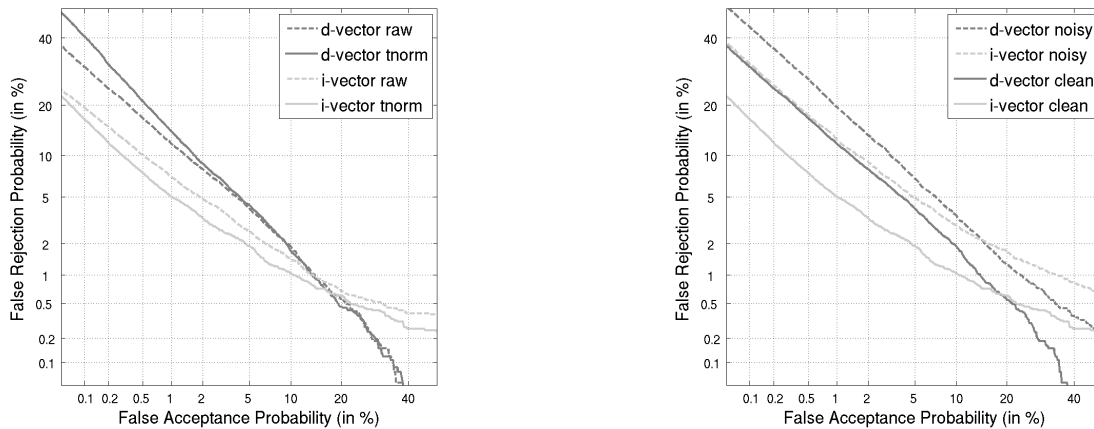 d-vector raw
d-vector tnorm
i-vector raw
i-vector tnorm
40
20
10
5
2
1
0.5
0.2
0.1
False Rejection Probability (in %)
0.1 0.2 0.5 1 2 5 10 20 40
False Acceptance Probability (in %)
d-vector noisy
i-vector noisy
d-vector clean
i-vector clean
40
20
10
5
2
1
0.5
0.2
0.1
False Rejection Probability (in %)
0.1 0.2 0.5 1 2 5 10 20 40
False Acceptance Probability (in %)